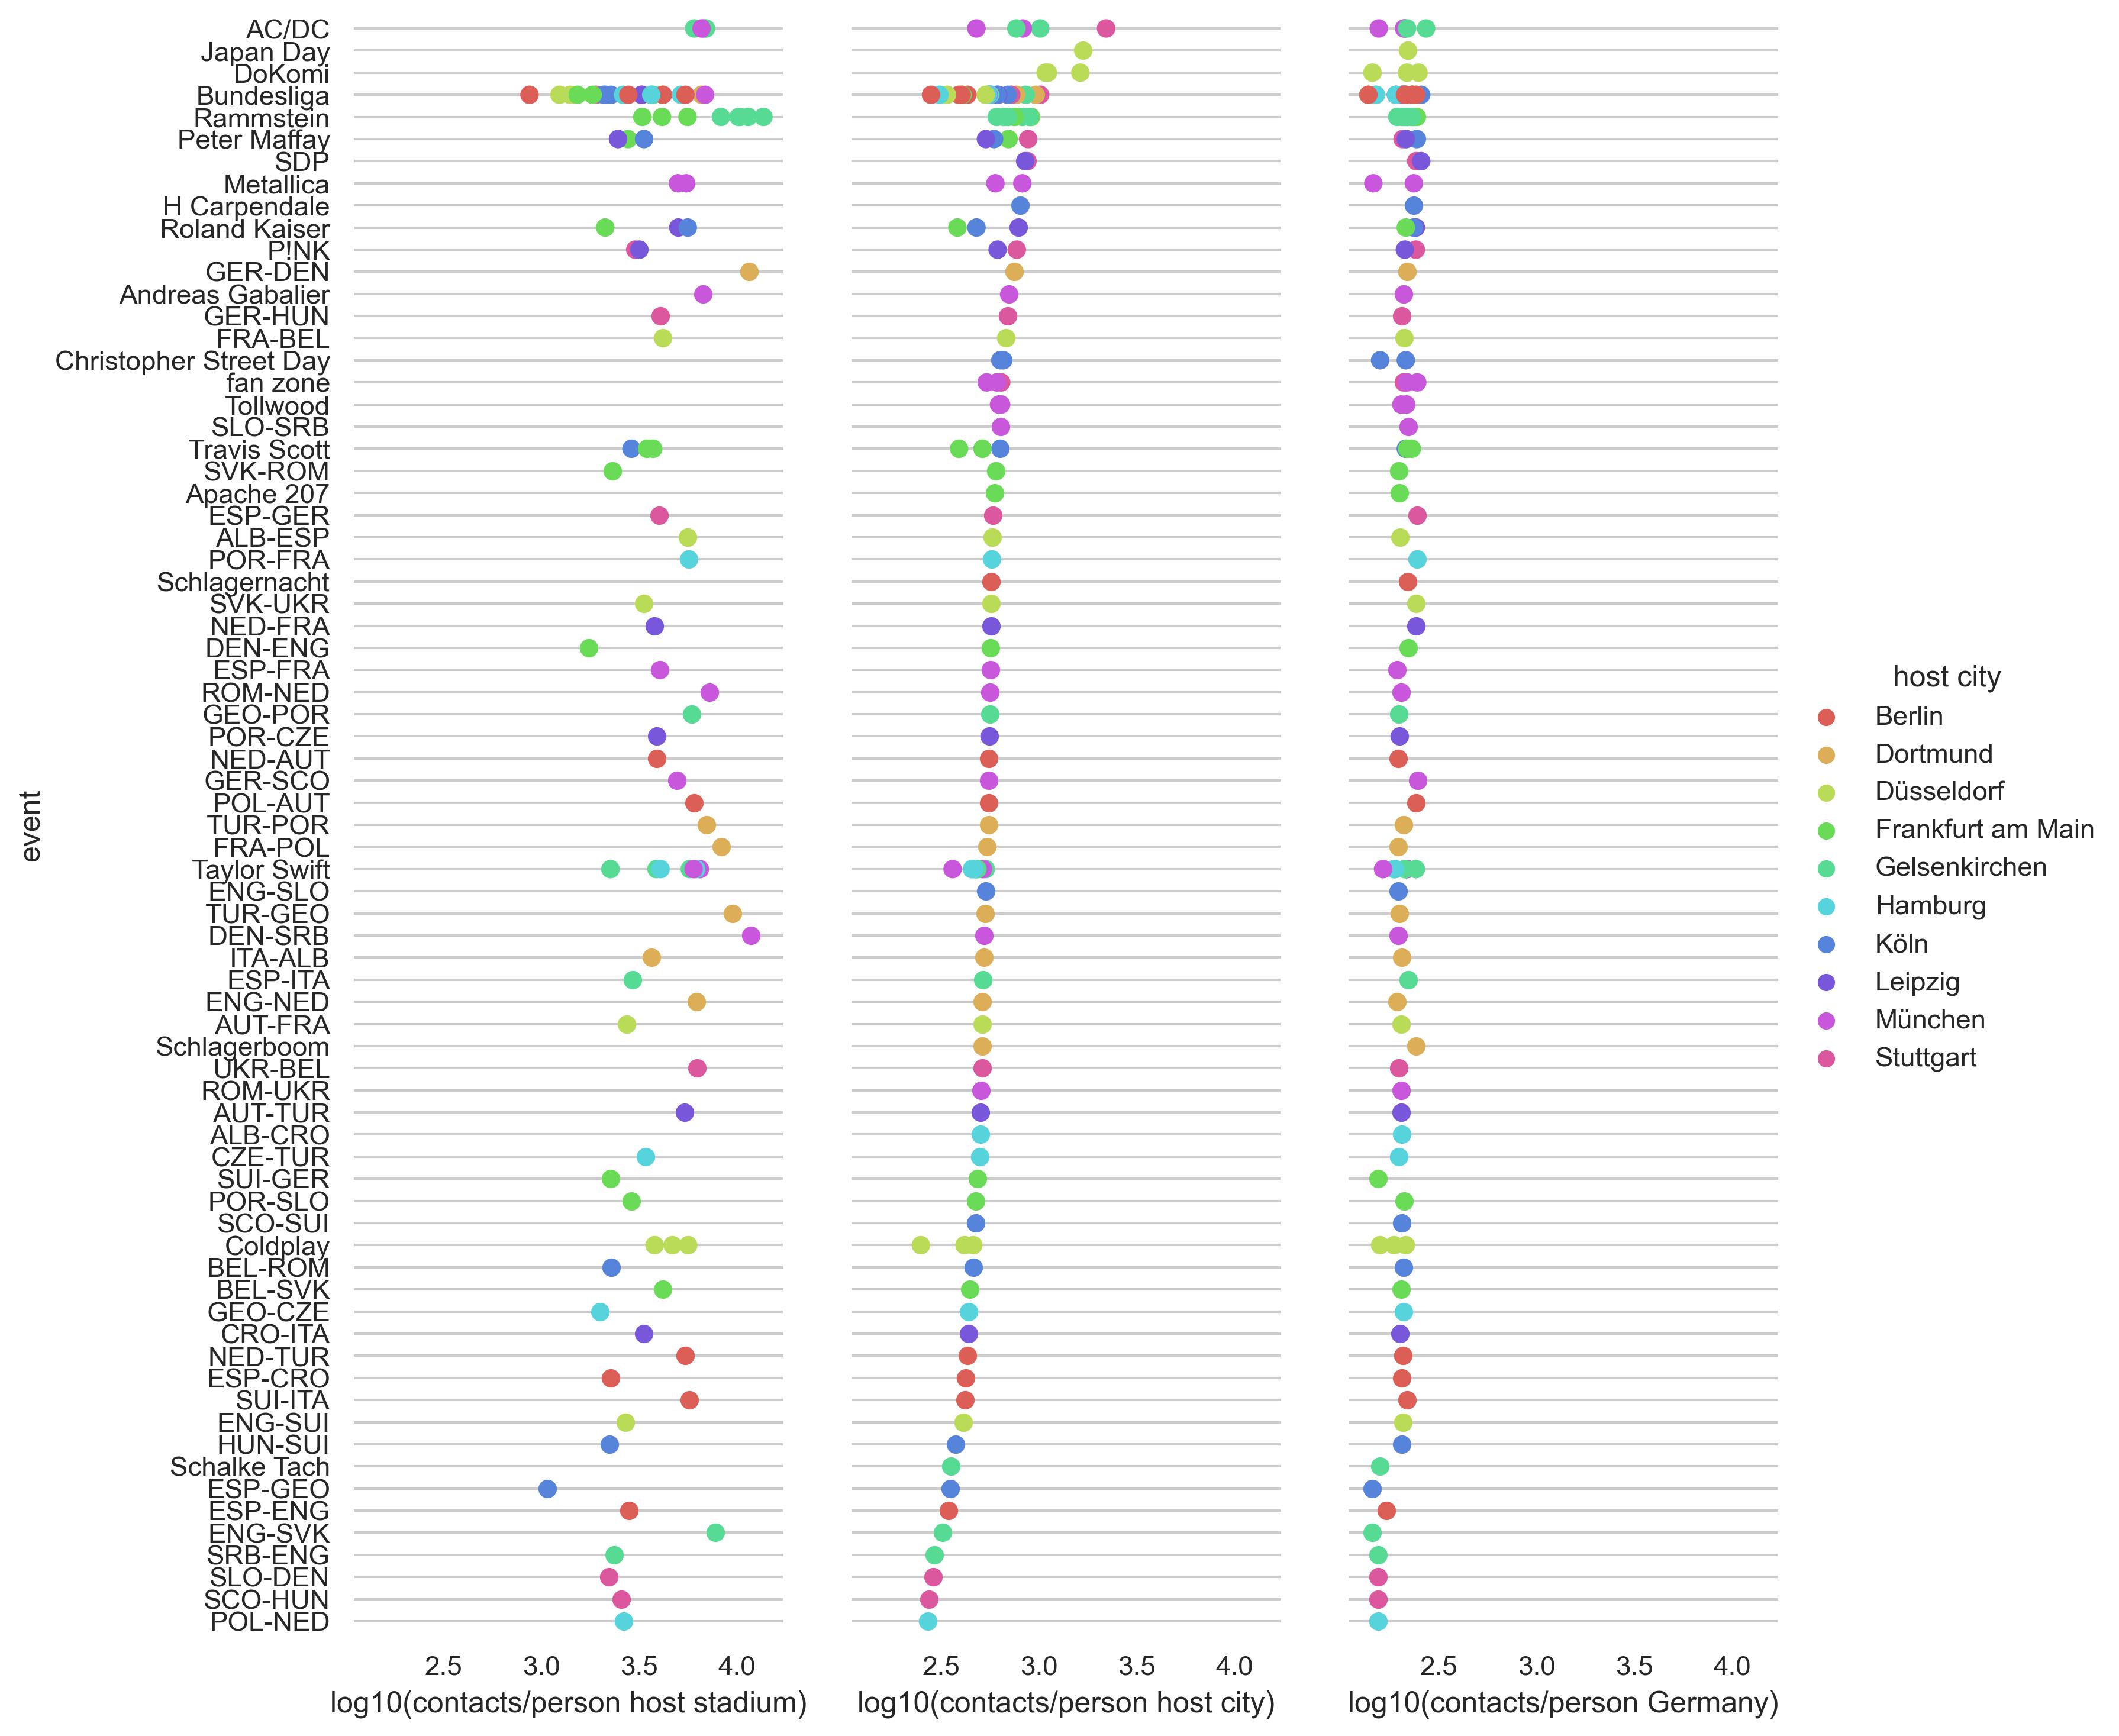 AC/DC
Japan Day
DoKomi
Bundesliga
Rammstein
Peter Maffay
SDP
Metallica
H Carpendale
Roland Kaiser
P!NK
GER-DEN
Andreas Gabalier
GER-HUN
FRA-BEL
Christopher Street Day
fan zone
Tollwood
SLO-SRB
Travis Scott
SVK-ROM
Apache 207
ESP-GER
ALB-ESP
POR-FRA
Schlagernacht
SVK-UKR
NED-FRA
DEN-ENG
ESP-FRA
ROM-NED
GEO-POR
POR-CZE
NED-AUT
GER-SCO
POL-AUT
TUR-POR
FRA-POL
Taylor Swift
ENG-SLO
TUR-GEO
DEN-SRB
ITA-ALB
ESP-ITA
ENG-NED
AUT-FRA
Schlagerboom
UKR-BEL
ROM-UKR
AUT-TUR
ALB-CRO
CZE-TUR
SUI-GER
POR-SLO
SCO-SUI
Coldplay
BEL-ROM
BEL-SVK
GEO-CZE
CRO-ITA
NED-TUR
ESP-CRO
SUI-ITA
ENG-SUI
HUN-SUI
Schalke Tach
ESP-GEO
ESP-ENG
ENG-SVK
SRB-ENG
SLO-DEN
SCO-HUN
POL-NED
event
2.5 3.0 3.5 4.0
log10(contacts/person host stadium)
2.5 3.0 3.5 4.0
log10(contacts/person host city)
2.5 3.0 3.5 4.0
log10(contacts/person Germany)
host city
Berlin
Dortmund
Düsseldorf
Frankfurt am Main
Gelsenkirchen
Hamburg
Köln
Leipzig
München
Stuttgart